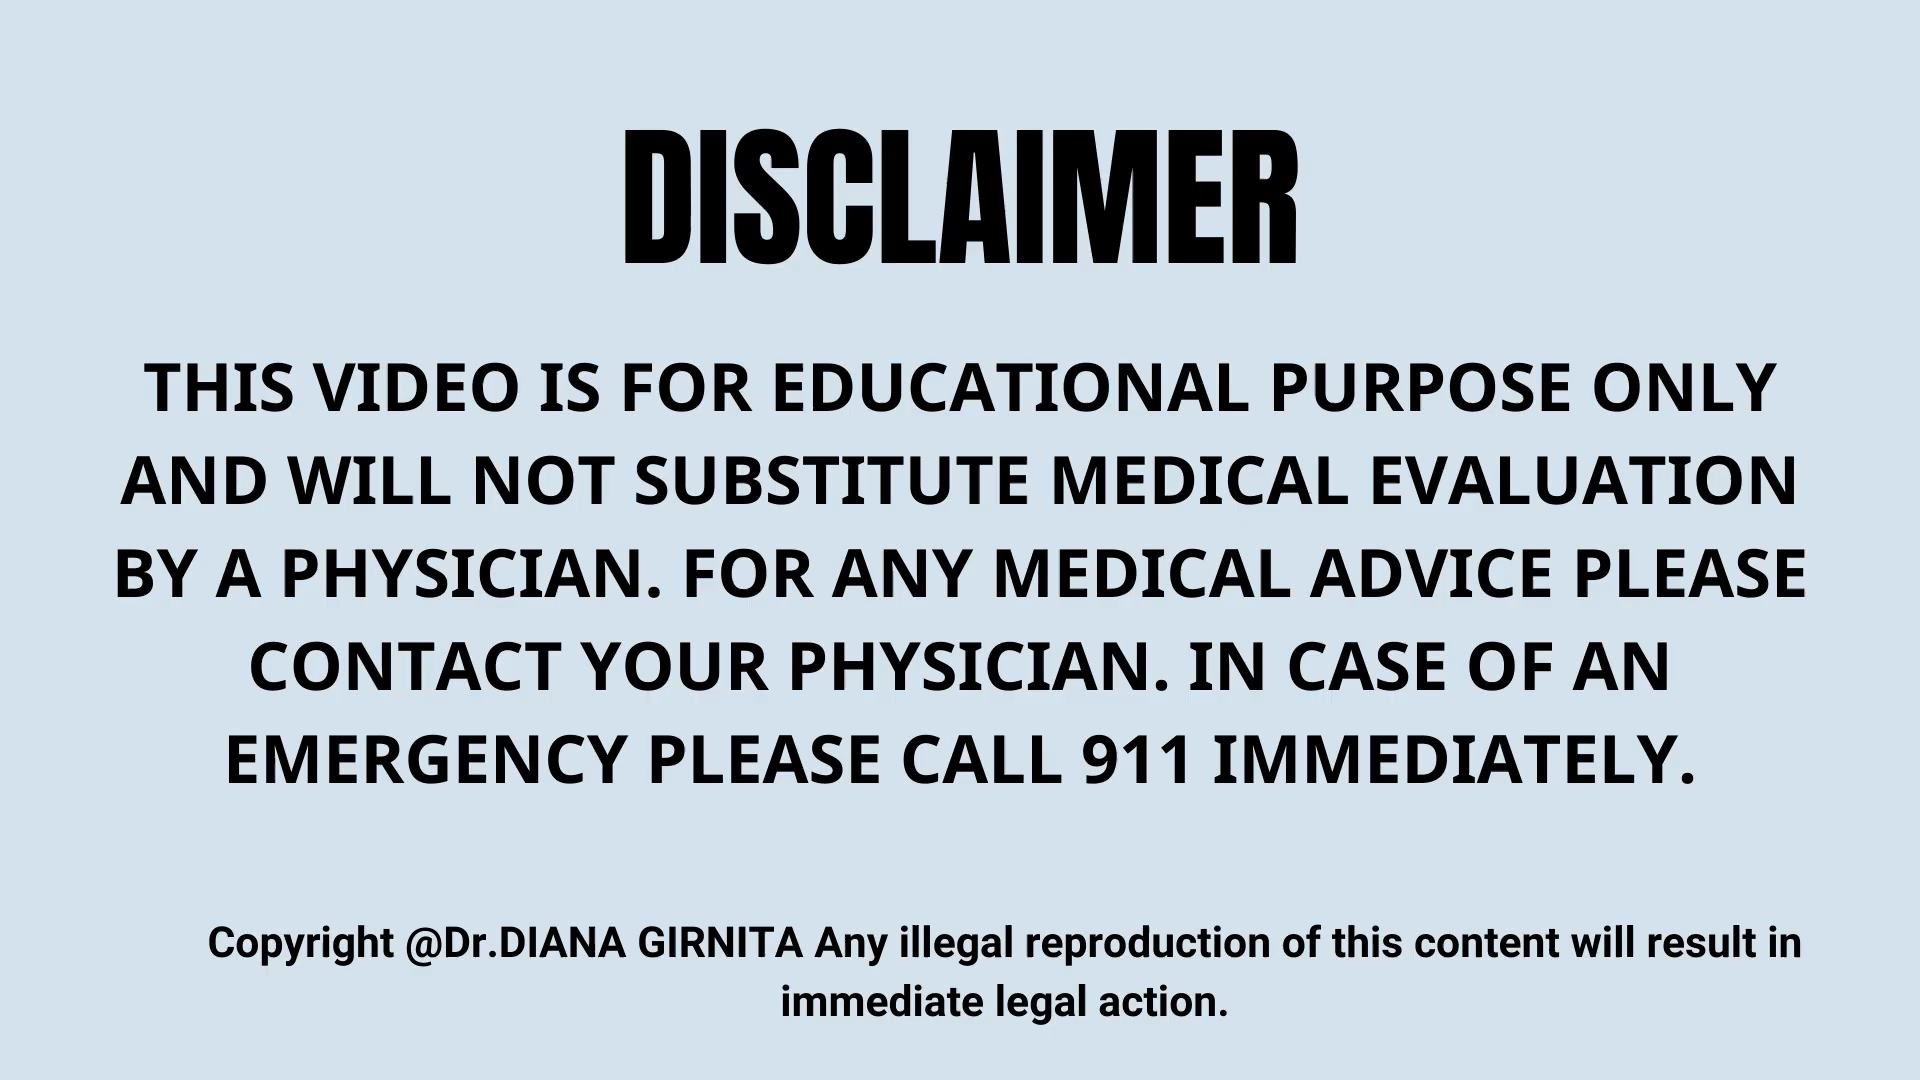 DISCLAIMER
THIS VIDEO IS FOR EDUCATIONAL PURPOSE ONLY
AND WILL NOT SUBSTITUTE MEDICAL EVALUATION
BY A PHYSICIAN. FOR ANY MEDICAL ADVICE PLEASE
CONTACT YOUR PHYSICIAN. IN CASE OF AN
EMERGENCY PLEASE CALL 911 IMMEDIATELY.
Copyright @Dr.DIANA GIRNITA Any illegal reproduction of this content will result in
immediate legal action.